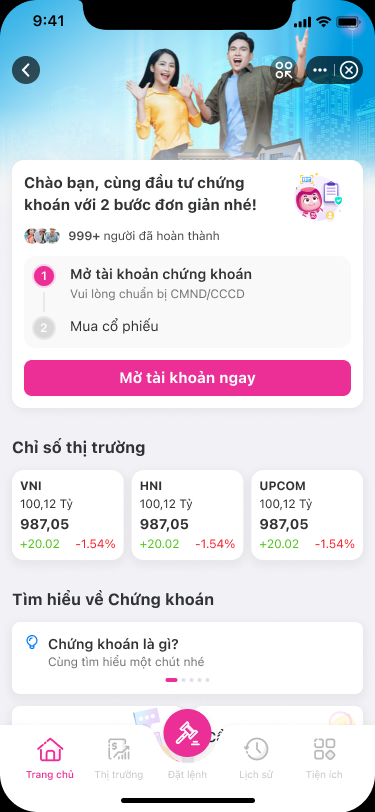 9:41
Chào bạn, cùng đầu tư chứng
khoán với 2 bước đơn giản nhé!
999+ người đã hoàn thành
1 Mở tài khoản chứng khoán
Vui lòng chuẩn bị CMND/CCCD
2 Mua cổ phiếu
Mở tài khoản ngay
Chỉ số thị trường
VNI HNI UPCOM
100,12 Tỷ 100,12 Tỷ 100,12 Tỷ
987,05 987,05 987,05
+20.02 -1.54% +20.02 -1.54% +20.02 -1.54%
Tìm hiểu về Chứng khoán
Chứng khoán là gì?
Cùng tìm hiểu một chút nhé
Trang chủ Thị trường Đặt lệnh Lịch sử Tiện ích